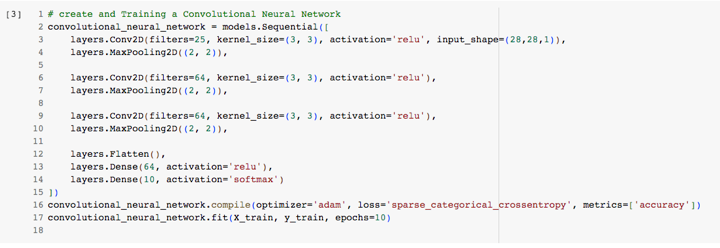 [3] 1 # create and Training a Convolutional Neural Network
2 convolutional_neural_network = models.Sequential([
3 layers.Conv2D(filters=25, kernel_size=(3, 3), activation='relu', input_shape=(28,28,1)),
4 layers.MaxPooling2D((2, 2)),
5
6 layers.Conv2D(filters=64, kernel_size=(3, 3), activation='relu'),
7 layers.MaxPooling2D((2, 2)),
8
9 layers.Conv2D(filters=64, kernel_size=(3, 3), activation='relu'),
10 layers.MaxPooling2D((2, 2)),
11
12 layers.Flatten(),
13 layers.Dense(64, activation='relu'),
14 layers.Dense(10, activation='softmax')
15 ])
16 convolutional_neural_network.compile(optimizer='adam', loss='sparse_categorical_crossentropy', metrics=['accuracy'])
17 convolutional_neural_network.fit(X_train, y_train, epochs=10)
18